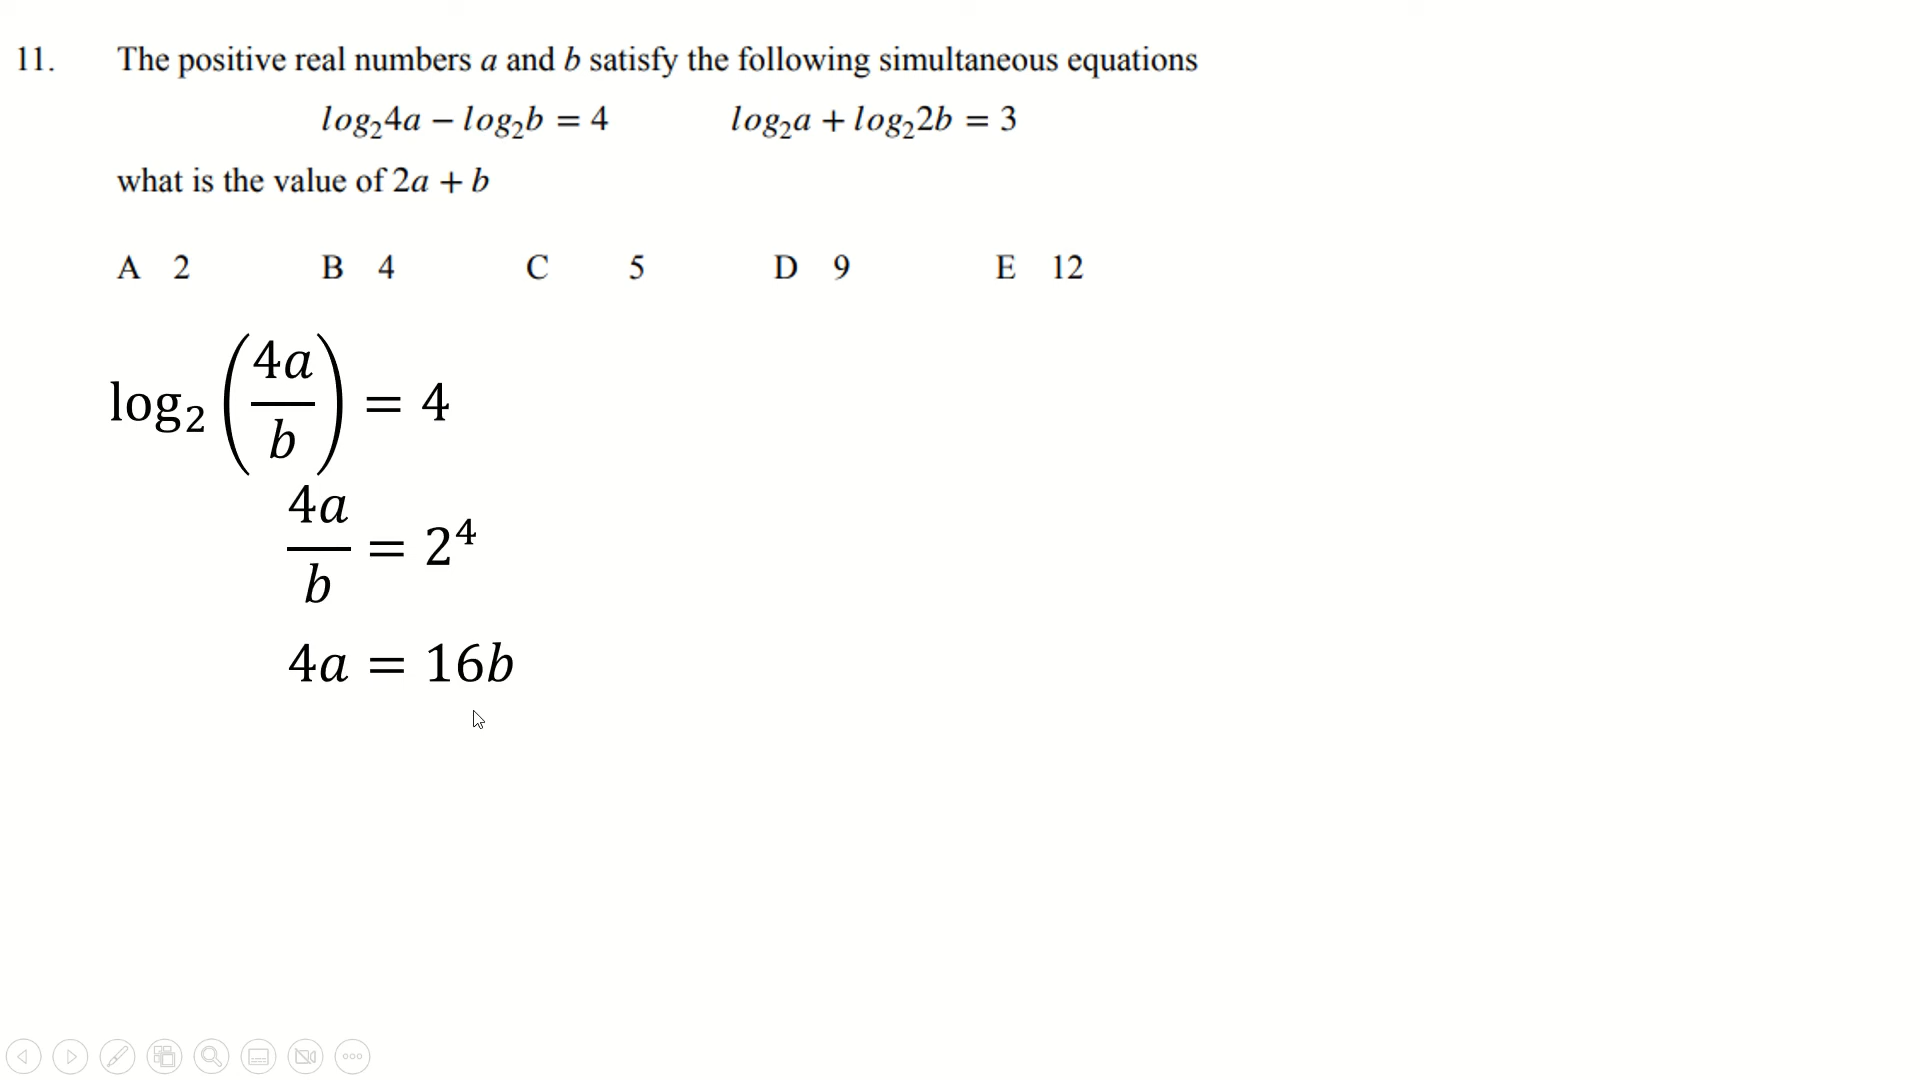 11. The positive real numbers a and b satisfy the following simultaneous equations
log₂4a − log₂b = 4 log₂a + log₂2b = 3
what is the value of 2a + b
A 2 B 4 C 5 D 9 E 12
log₂(4a/b) = 4
4a/b = 2⁴
4a = 16b